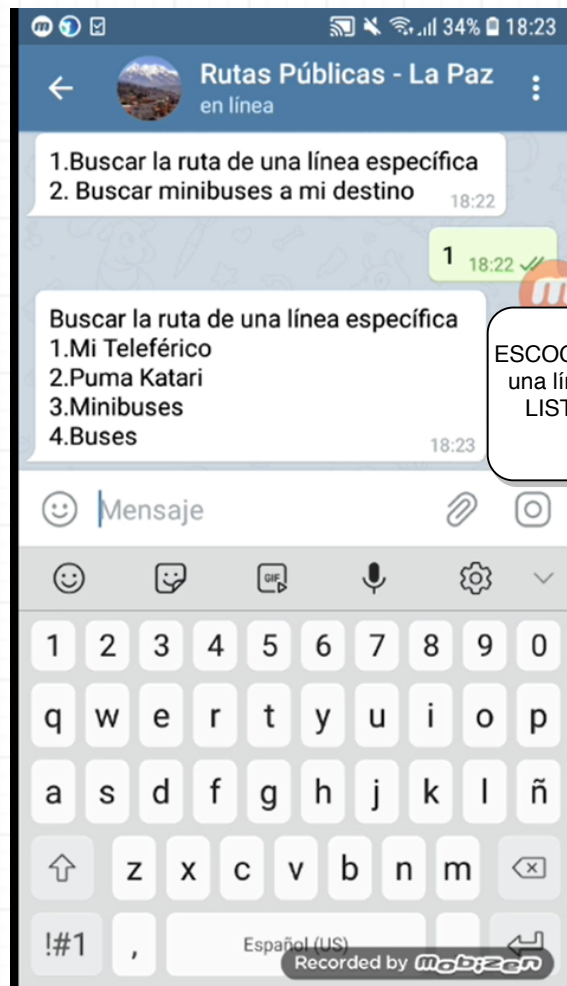 34% 18:23
Rutas Públicas - La Paz
en línea
1.Buscar la ruta de una línea específica
2. Buscar minibuses a mi destino
18:22
1 18:22
Buscar la ruta de una línea específica
1.Mi Teleférico
2.Puma Katari
3.Minibuses
4.Buses
18:23
una
Mensaje
GIF
1 2 3 4 5 6 7 8 9 0
q w e r t y u i o p
a s d f g h j k l ñ
z x c v b n m
!#1 , Español (US)
Recorded by Mobizen